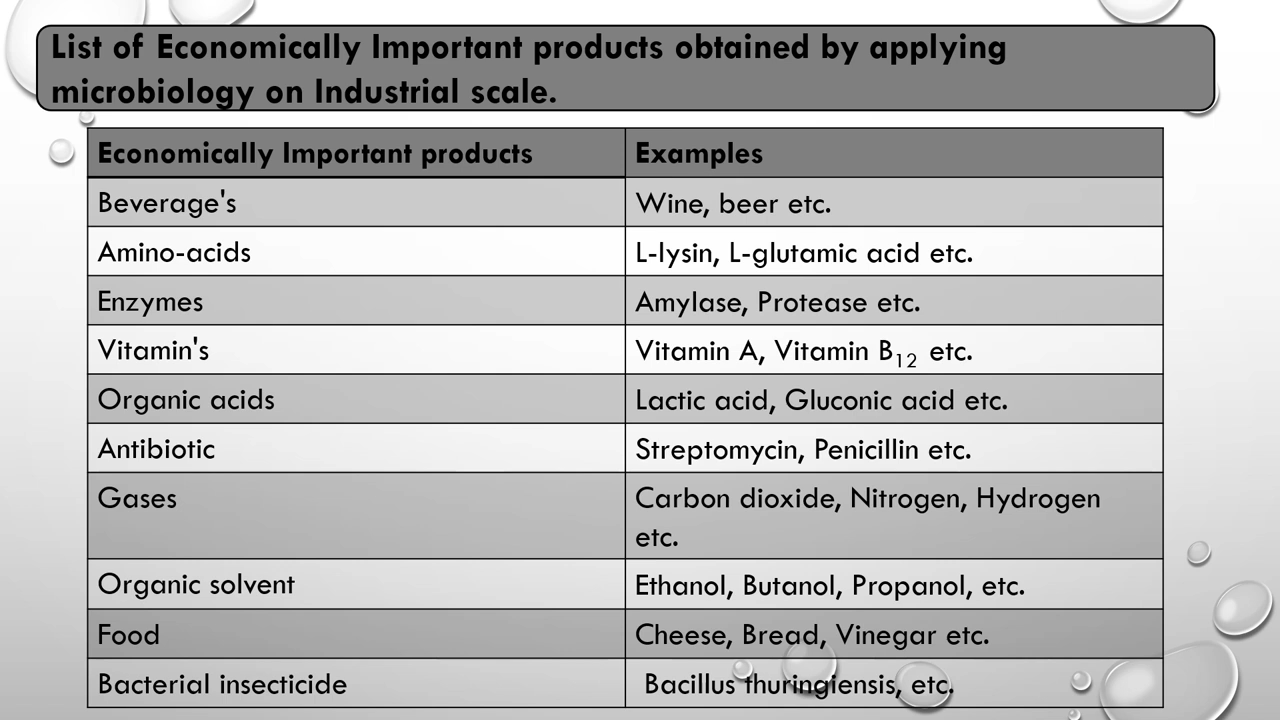 List of Economically Important products obtained by applying
microbiology on Industrial scale.
Economically Important products Examples
Beverage's Wine, beer etc.
Amino-acids L-lysin, L-glutamic acid etc.
Enzymes Amylase, Protease etc.
Vitamin's Vitamin A, Vitamin B₁₂ etc.
Organic acids Lactic acid, Gluconic acid etc.
Antibiotic Streptomycin, Penicillin etc.
Gases Carbon dioxide, Nitrogen, Hydrogen
etc.
Organic solvent Ethanol, Butanol, Propanol, etc.
Food Cheese, Bread, Vinegar etc.
Bacterial insecticide Bacillus thuringiensis, etc.